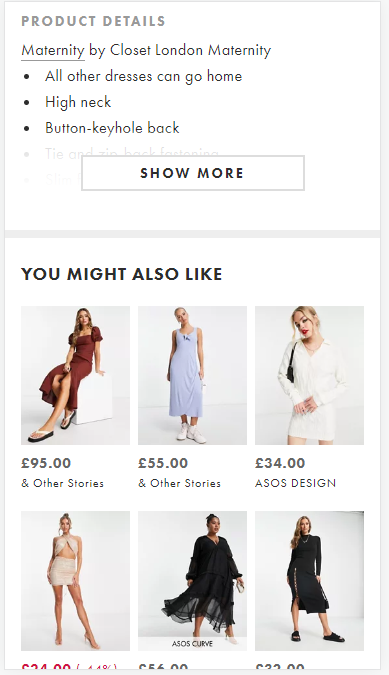 PRODUCT DETAILS
Maternity by Closet London Maternity
All other dresses can go home
High neck
Button-keyhole back
Tie and zip-back fastening
SHOW MORE
YOU MIGHT ALSO LIKE
£95.00
£55.00
£34.00
& Other Stories
& Other Stories
ASOS DESIGN
ASOS CURVE
£24.00 (-44%)
£56.00
£32.00